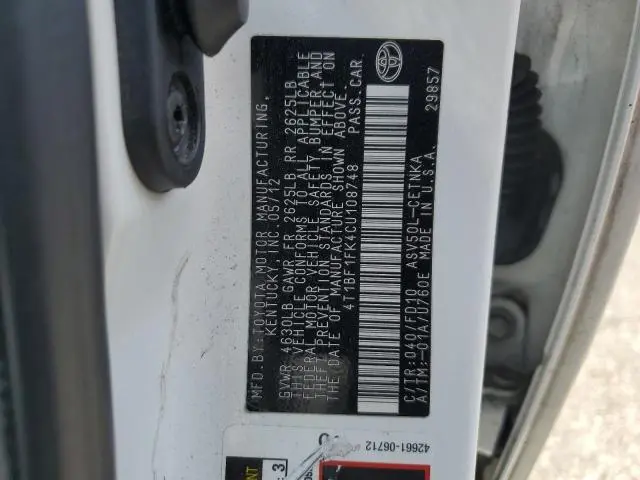 MFD.BY:TOYOTA MOTOR MANUFACTURING,
KENTUCKY, INC. 05/12
GVWR 4630LB GAWR FR 2625LB RR 2625LB
THIS VEHICLE CONFORMS TO ALL APPLICABLE
FEDERAL MOTOR VEHICLE SAFETY, BUMPER, AND
THEFT PREVENTION STANDARDS IN EFFECT ON
THE DATE OF MANUFACTURE SHOWN ABOVE.
4T1BF1FK4CU108748 PASS.CAR
C/TR:040/FD10 ASV50L-CETNKA
A/TM:-01A/U760E MADE IN U.S.A. 29857
42661-06712
3